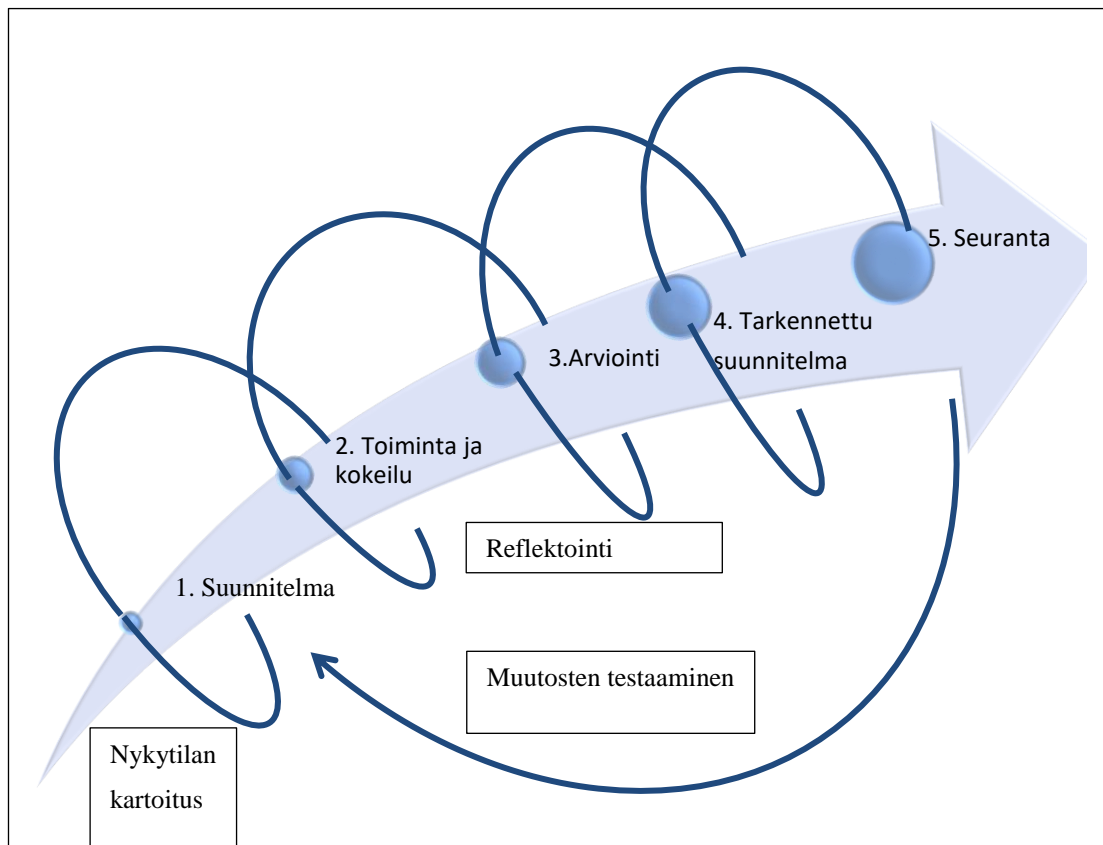 5. Seuranta
4. Tarkennettu
suunnitelma
3.Arviointi
2. Toiminta ja
kokeilu
Reflektointi
1. Suunnitelma
Muutosten testaaminen
Nykytilan
kartoitus